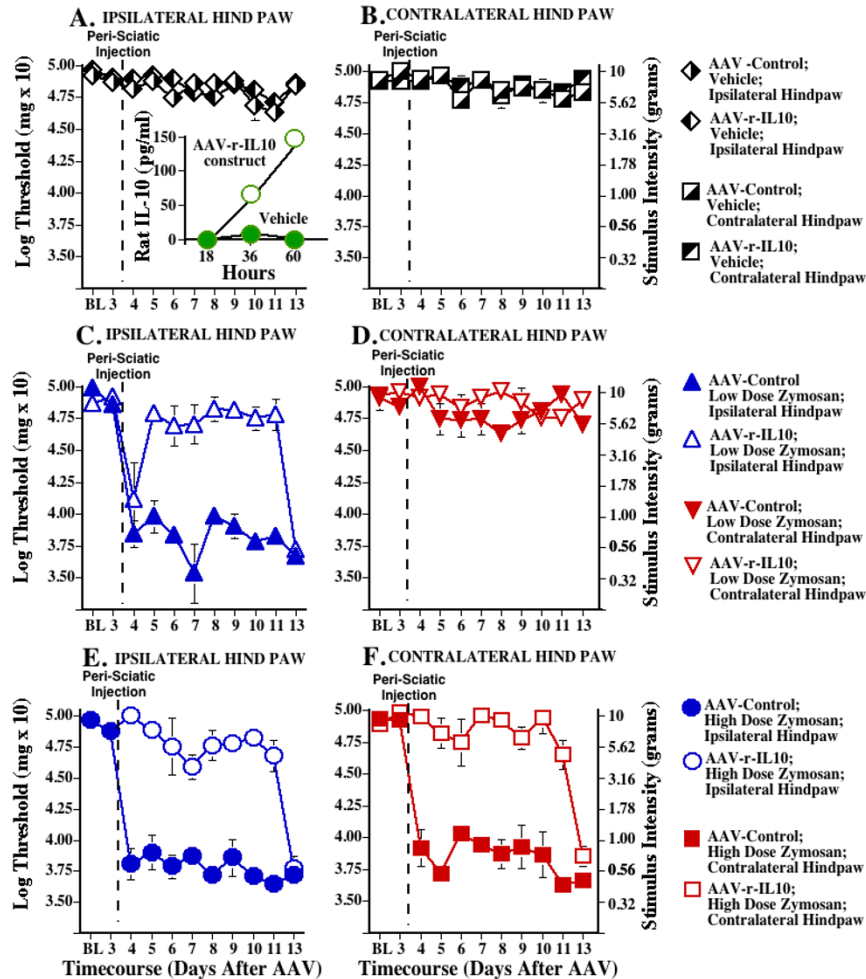 A. IPSILATERAL HIND PAW
Peri-Sciatic
Injection
Log Threshold (mg x 10)
5.00
4.75
4.50
4.25
4.00
3.75
3.50
BL 3 4 5 6 7 8 9 10 11 13
Rat IL-10 (pg/ml)
150
100
50
0
AAV-r-IL10
construct
Vehicle
18 36 60
Hours
B. CONTRALATERAL HIND PAW
Peri-Sciatic
Injection
5.00
4.75
4.50
4.25
4.00
3.75
3.50
BL 3 4 5 6 7 8 9 10 11 13
10
5.62
3.16
1.78
1.00
0.56
0.32
Stimulus Intensity (grams)
AAV -Control;
Vehicle;
Ipsilateral Hindpaw
AAV-r-IL10;
Vehicle;
Ipsilateral Hindpaw
AAV-Control;
Vehicle;
Contralateral Hindpaw
AAV-r-IL10;
Vehicle;
Contralateral Hindpaw
C. IPSILATERAL HIND PAW
Peri-Sciatic
Injection
Log Threshold (mg x 10)
5.00
4.75
4.50
4.25
4.00
3.75
3.50
BL 3 4 5 6 7 8 9 10 11 13
D. CONTRALATERAL HIND PAW
Peri-Sciatic
Injection
5.00
4.75
4.50
4.25
4.00
3.75
3.50
BL 3 4 5 6 7 8 9 10 11 13
10
5.62
3.16
1.78
1.00
0.56
0.32
Stimulus Intensity (grams)
AAV-Control
Low Dose Zymosan;
Ipsilateral Hindpaw
AAV-r-IL10;
Low Dose Zymosan;
Ipsilateral Hindpaw
AAV-Control;
Low Dose Zymosan;
Contralateral Hindpaw
AAV-r-IL10;
Low Dose Zymosan;
Contralateral Hindpaw
E. IPSILATERAL HIND PAW
Peri-Sciatic
Injection
Log Threshold (mg x 10)
5.00
4.75
4.50
4.25
4.00
3.75
3.50
BL 3 4 5 6 7 8 9 10 11 13
Timecourse (Days After AAV)
F. CONTRALATERAL HIND PAW
Peri-Sciatic
Injection
5.00
4.75
4.50
4.25
4.00
3.75
3.50
BL 3 4 5 6 7 8 9 10 11 13
Timecourse (Days After AAV)
10
5.62
3.16
1.78
1.00
0.56
0.32
Stimulus Intensity (grams)
AAV-Control;
High Dose Zymosan;
Ipsilateral Hindpaw
AAV-r-IL10;
High Dose Zymosan;
Ipsilateral Hindpaw
AAV-Control;
High Dose Zymosan;
Contralateral Hindpaw
AAV-r-IL10;
High Dose Zymosan;
Contralateral Hindpaw